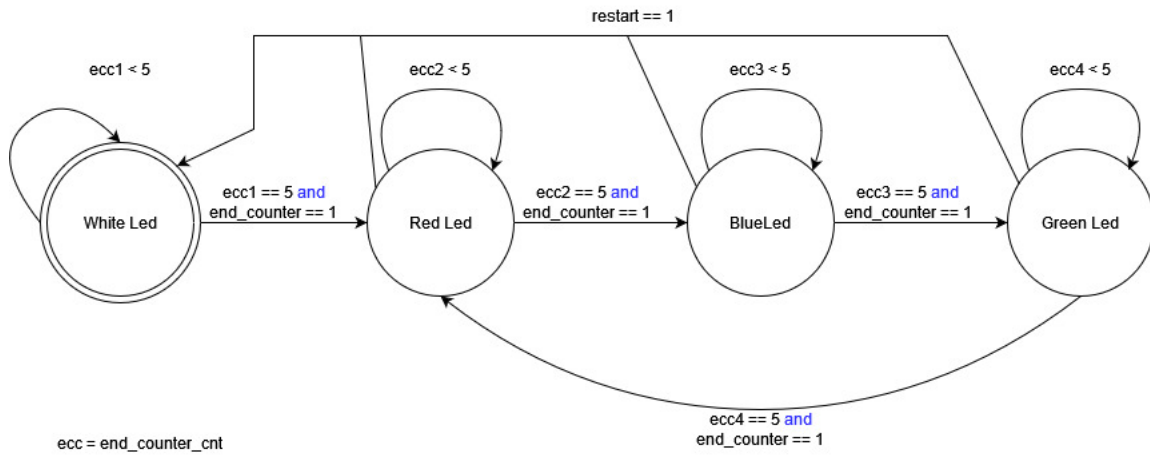 restart == 1
ecc1 < 5
ecc2 < 5
ecc3 < 5
ecc4 < 5
ecc1 == 5 and
end_counter == 1
ecc2 == 5 and
end_counter == 1
ecc3 == 5 and
end_counter == 1
White Led
Red Led
BlueLed
Green Led
ecc4 == 5 and
end_counter == 1
ecc = end_counter_cnt